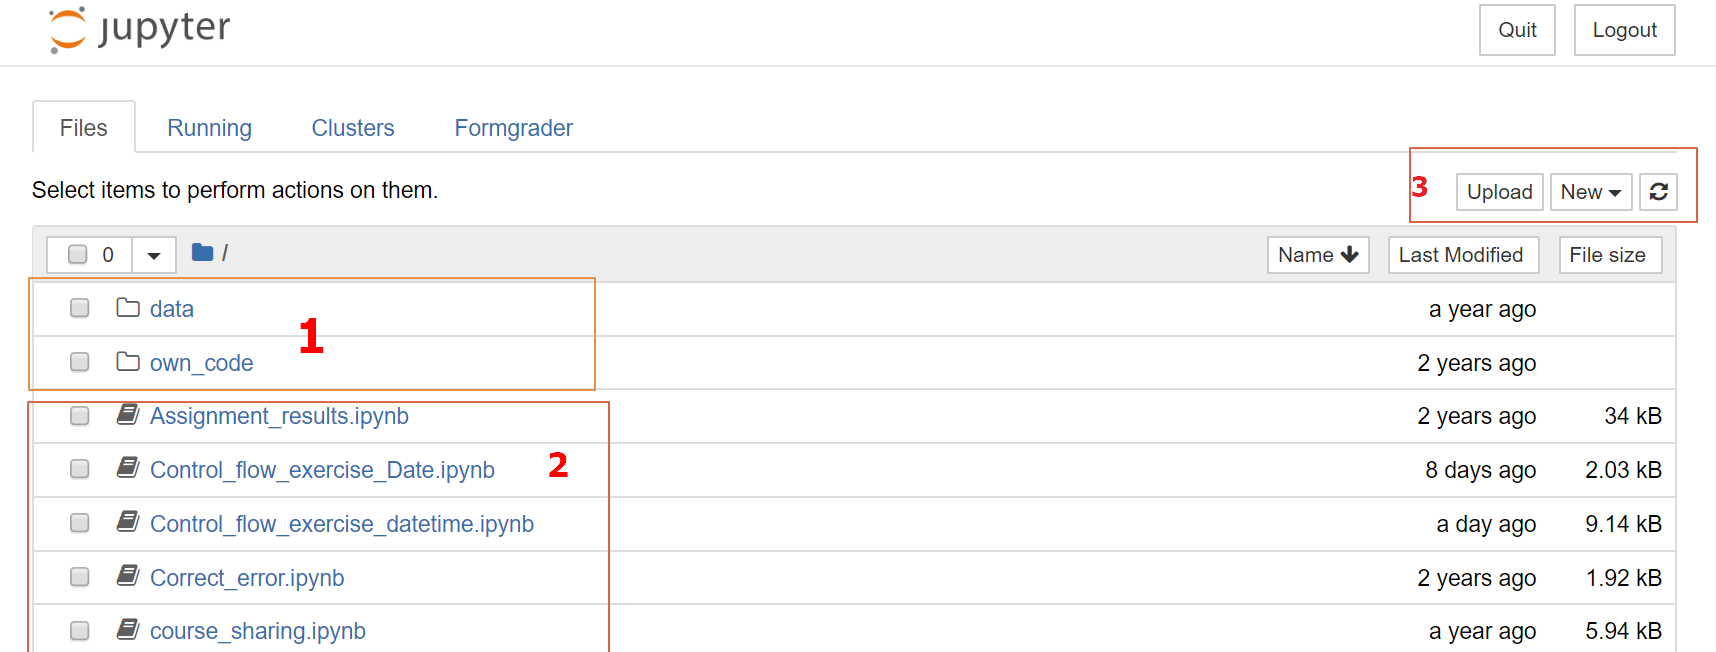 jupyter Quit Logout
Files Running Clusters Formgrader
Select items to perform actions on them. 3 Upload New
0 / Name Last Modified File size
data a year ago
1
own_code 2 years ago
Assignment_results.ipynb 2 years ago 34 kB
Control_flow_exercise_Date.ipynb 2 8 days ago 2.03 kB
Control_flow_exercise_datetime.ipynb a day ago 9.14 kB
Correct_error.ipynb 2 years ago 1.92 kB
course_sharing.ipynb a year ago 5.94 kB